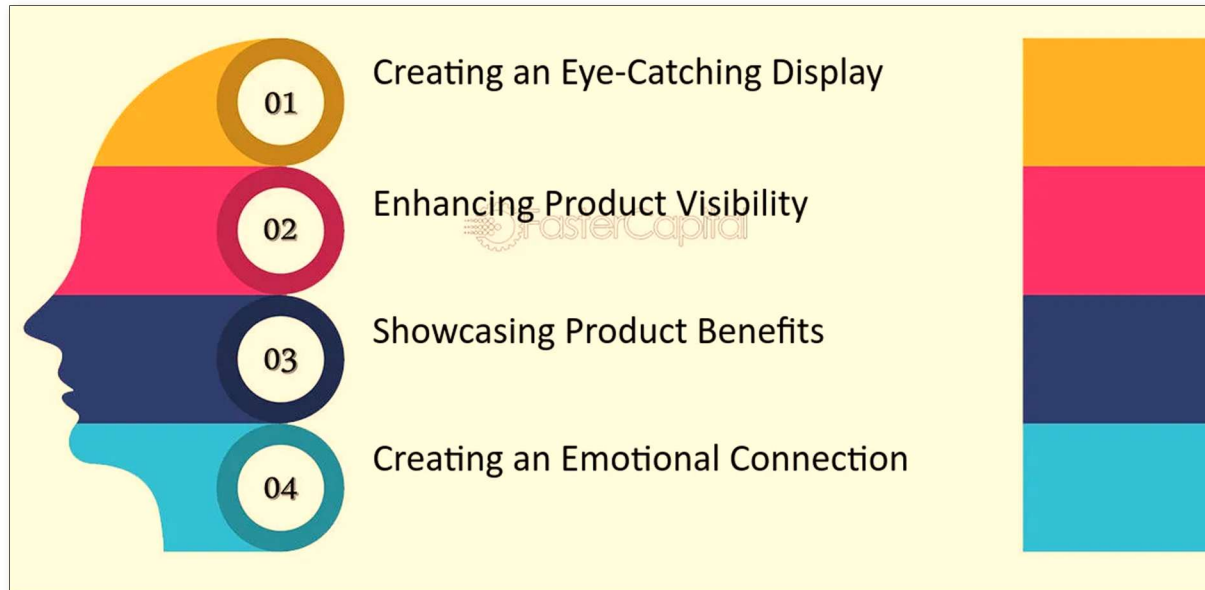 01
Creating an Eye-Catching Display
02
Enhancing Product Visibility
FasterCapital
03
Showcasing Product Benefits
04
Creating an Emotional Connection